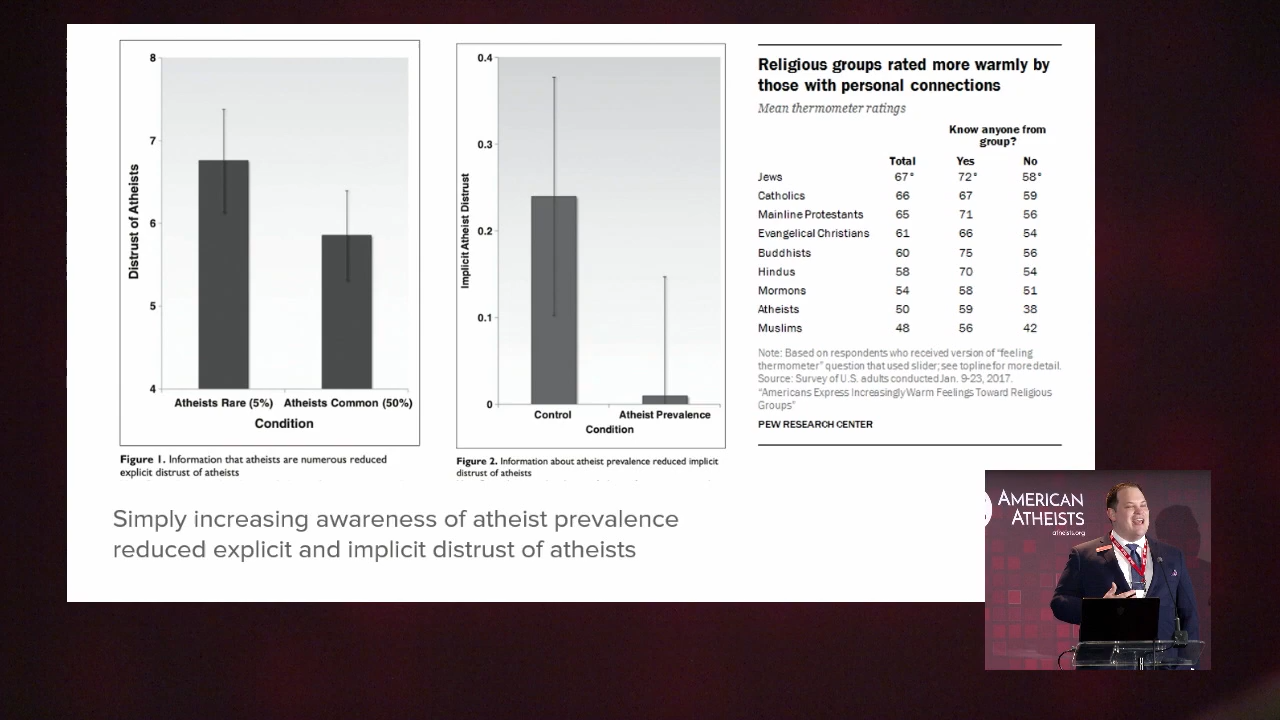 8
7
6
5
4
Distrust of Atheists
Atheists Rare (5%) Atheists Common (50%)
Condition
Figure 1. Information that atheists are numerous reduced
explicit distrust of atheists
0.4
0.3
0.2
0.1
0
Implicit Atheist Distrust
Control Atheist Prevalence
Condition
Figure 2. Information about atheist prevalence reduced implicit
distrust of atheists
Religious groups rated more warmly by
those with personal connections
Mean thermometer ratings
Know anyone from
group?
Total Yes No
Jews 67° 72° 58°
Catholics 66 67 59
Mainline Protestants 65 71 56
Evangelical Christians 61 66 54
Buddhists 60 75 56
Hindus 58 70 54
Mormons 54 58 51
Atheists 50 59 38
Muslims 48 56 42
Note: Based on respondents who received version of "feeling
thermometer" question that used slider; see topline for more detail.
Source: Survey of U.S. adults conducted Jan. 9-23, 2017.
"Americans Express Increasingly Warm Feelings Toward Religious
Groups"
PEW RESEARCH CENTER
Simply increasing awareness of atheist prevalence
reduced explicit and implicit distrust of atheists
AMERICAN
ATHEISTS
atheists.org